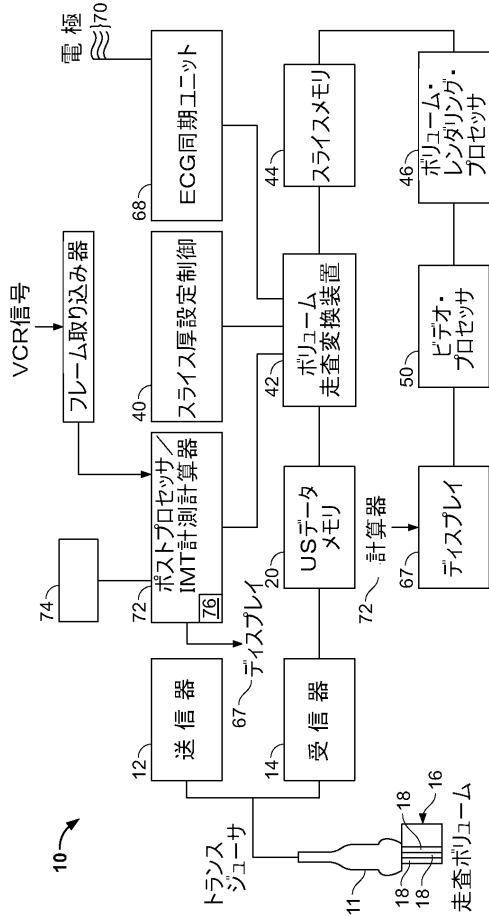 10
トランス
ジューサ
11
18
18
18
16
走査ボリューム
12
送信器
14
受信器
74
72
ポストプロセッサ／
IMT計測計算器
76
67
ディスプレイ
VCR信号
フレーム取り込み器
40
スライス厚設定制御
68
ECG同期ユニット
電極
70
20
USデータ
メモリ
42
ボリューム
走査変換装置
44
スライスメモリ
72
計算器
67
ディスプレイ
50
ビデオ・
プロセッサ
46
ボリューム・
レンダリング・
プロセッサ